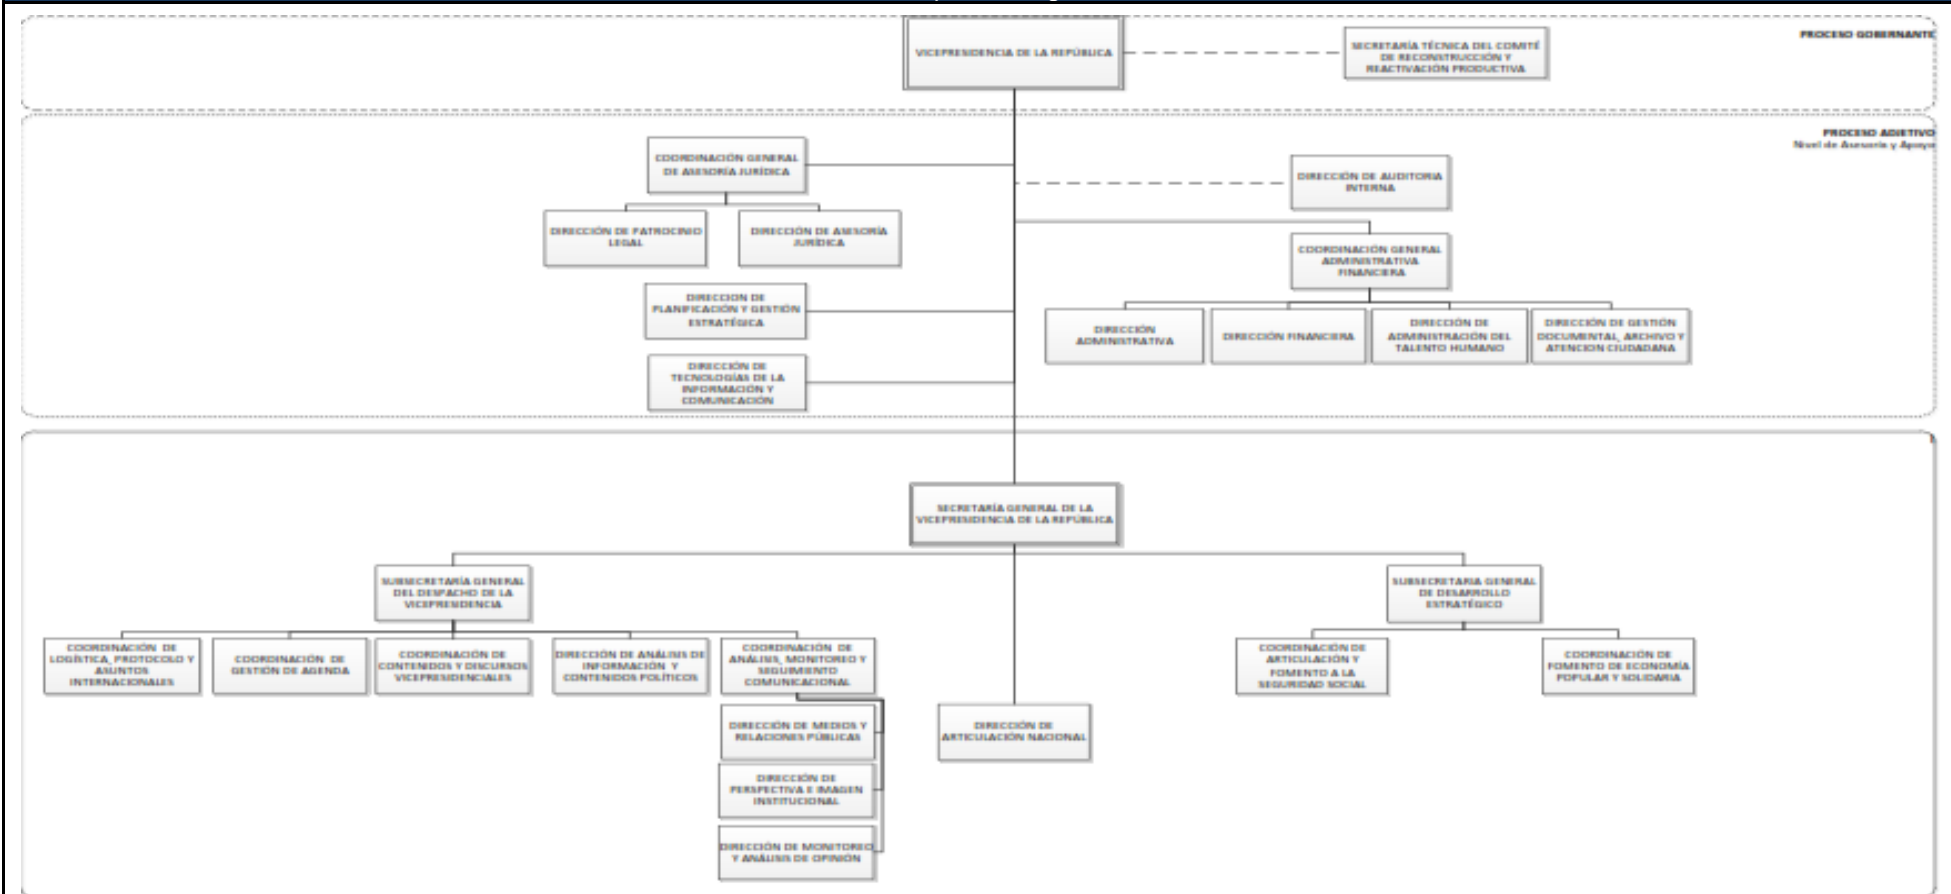 VICEPRESIDENCIA DE LA REPÚBLICA
SECRETARÍA TÉCNICA DEL COMITÉ
DE RECONSTRUCCIÓN Y
REACTIVACIÓN PRODUCTIVA
PROCESO GOBERNANTE
PROCESO ADJETIVO
Nivel de Asesoría y Apoyo
COORDINACIÓN GENERAL
DE ASESORÍA JURÍDICA
DIRECCIÓN DE AUDITORIA
INTERNA
DIRECCIÓN DE PATROCINIO
LEGAL
DIRECCIÓN DE ASESORÍA
JURÍDICA
COORDINACIÓN GENERAL
ADMINISTRATIVA
FINANCIERA
DIRECCION DE
PLANIFICACIÓN Y GESTIÓN
ESTRATÉGICA
DIRECCIÓN
ADMINISTRATIVA
DIRECCIÓN FINANCIERA
DIRECCIÓN DE
ADMINISTRACIÓN DEL
TALENTO HUMANO
DIRECCIÓN DE GESTIÓN
DOCUMENTAL, ARCHIVO Y
ATENCION CIUDADANA
DIRECCIÓN DE
TECNOLOGÍAS DE LA
INFORMACIÓN Y
COMUNICACIÓN
SECRETARÍA GENERAL DE LA
VICEPRESIDENCIA DE LA REPÚBLICA
SUBSECRETARÍA GENERAL
DEL DESPACHO DE LA
VICEPRESIDENCIA
SUBSECRETARIA GENERAL
DE DESARROLLO
ESTRATÉGICO
COORDINACIÓN DE
LOGÍSTICA, PROTOCOLO Y
ASUNTOS
INTERNACIONALES
COORDINACIÓN DE
GESTIÓN DE AGENDA
COORDINACIÓN DE
CONTENIDOS Y DISCURSOS
VICEPRESIDENCIALES
DIRECCIÓN DE ANÁLISIS DE
INFORMACIÓN Y
CONTENIDOS POLÍTICOS
COORDINACIÓN DE
ANÁLISIS, MONITOREO Y
SEGUIMIENTO
COMUNICACIONAL
COORDINACIÓN DE
ARTICULACIÓN Y
FOMENTO A LA
SEGURIDAD SOCIAL
COORDINACIÓN DE
FOMENTO DE ECONOMÍA
POPULAR Y SOLIDARIA
DIRECCIÓN DE MEDIOS Y
RELACIONES PÚBLICAS
DIRECCIÓN DE
ARTICULACIÓN NACIONAL
DIRECCIÓN DE
PERSPECTIVA E IMAGEN
INSTITUCIONAL
DIRECCIÓN DE MONITOREO
Y ANÁLISIS DE OPINIÓN